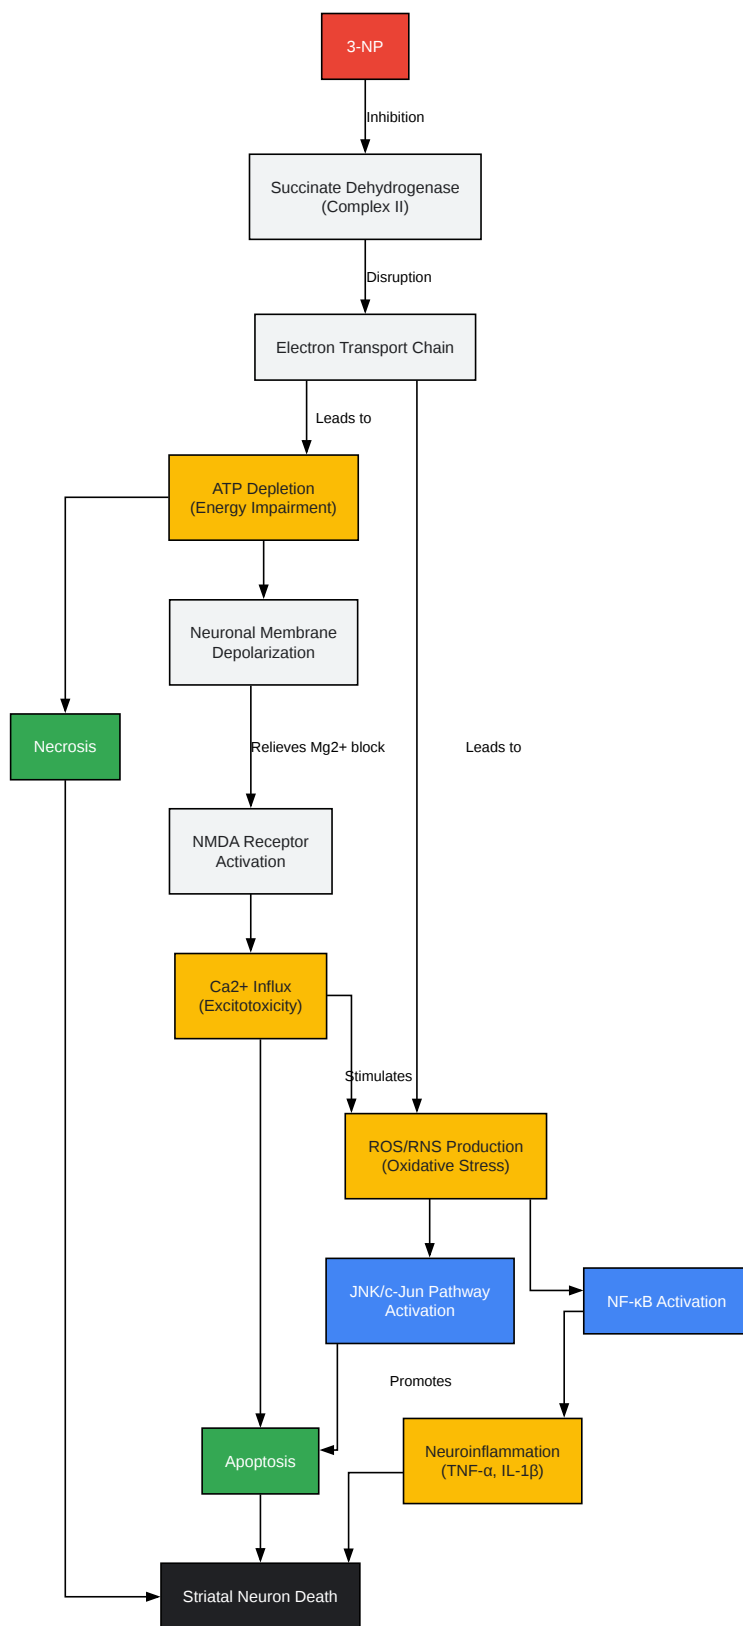 3-NP
Inhibition
Succinate Dehydrogenase
(Complex II)
Disruption
Electron Transport Chain
Leads to
ATP Depletion
(Energy Impairment)
Neuronal Membrane
Depolarization
Necrosis
Relieves Mg2+ block
Leads to
NMDA Receptor
Activation
Ca2+ Influx
(Excitotoxicity)
Stimulates
ROS/RNS Production
(Oxidative Stress)
JNK/c-Jun Pathway
Activation
NF-κB Activation
Promotes
Neuroinflammation
(TNF-α, IL-1β)
Apoptosis
Striatal Neuron Death